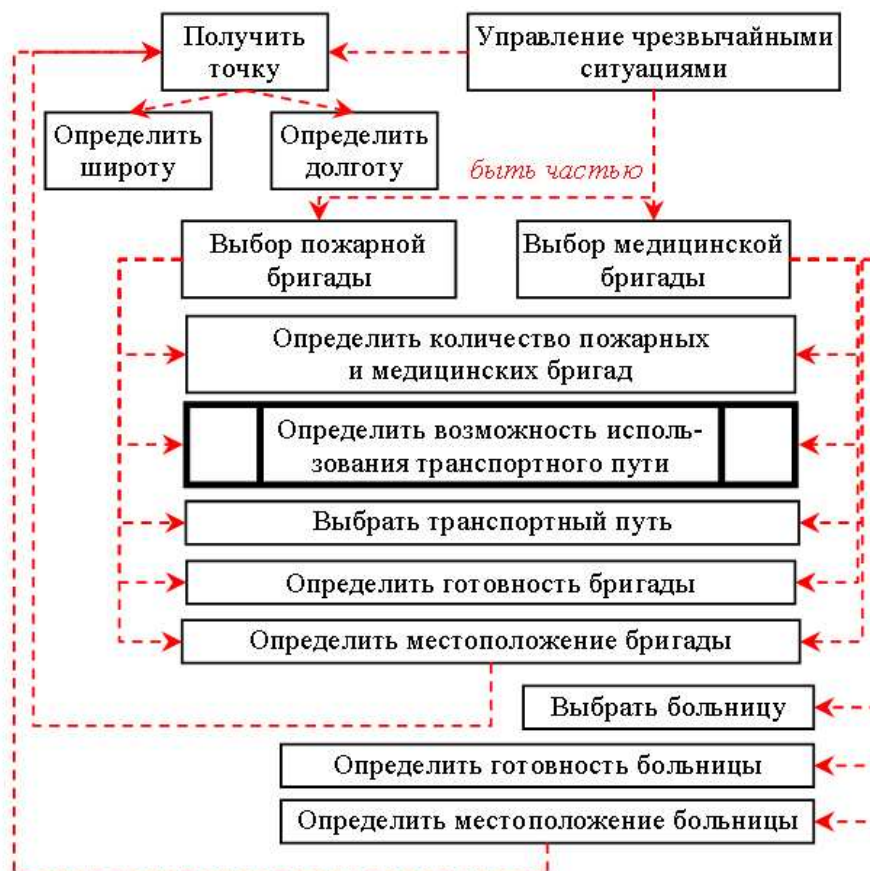 Получить
точку
Управление чрезвычайными
ситуациями
Определить
широту
Определить
долготу
быть частью
Выбор пожарной
бригады
Выбор медицинской
бригады
Определить количество пожарных
и медицинских бригад
Определить возможность исполь-
зования транспортного пути
Выбрать транспортный путь
Определить готовность бригады
Определить местоположение бригады
Выбрать больницу
Определить готовность больницы
Определить местоположение больницы